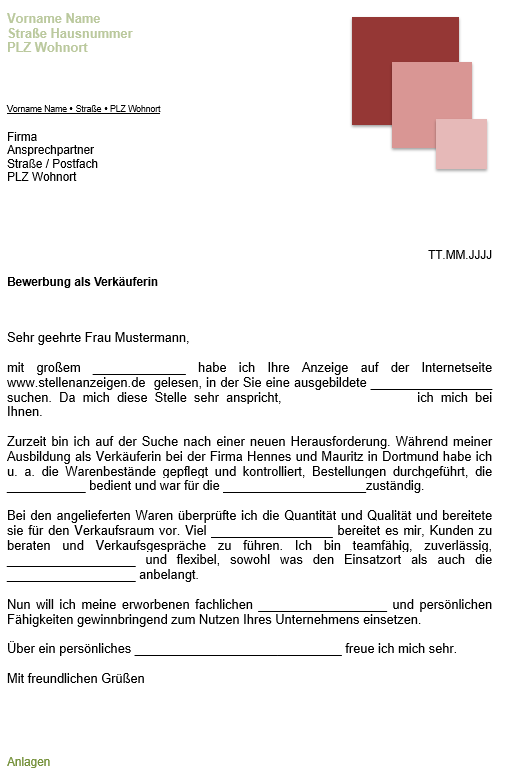 Vorname Name
Straße Hausnummer
PLZ Wohnort
Vorname Name • Straße • PLZ Wohnort
Firma
Ansprechpartner
Straße / Postfach
PLZ Wohnort
TT.MM.JJJJ
Bewerbung als Verkäuferin
Sehr geehrte Frau Mustermann,
mit großem _____________ habe ich Ihre Anzeige auf der Internetseite
www.stellenanzeigen.de gelesen, in der Sie eine ausgebildete _________________
suchen. Da mich diese Stelle sehr anspricht, ich mich bei
Ihnen.
Zurzeit bin ich auf der Suche nach einer neuen Herausforderung. Während meiner
Ausbildung als Verkäuferin bei der Firma Hennes und Mauritz in Dortmund habe ich
u. a. die Warenbestände gepflegt und kontrolliert, Bestellungen durchgeführt, die
___________ bedient und war für die ____________________zuständig.
Bei den angelieferten Waren überprüfte ich die Quantität und Qualität und bereitete
sie für den Verkaufsraum vor. Viel _________________ bereitet es mir, Kunden zu
beraten und Verkaufsgespräche zu führen. Ich bin teamfähig, zuverlässig,
__________________ und flexibel, sowohl was den Einsatzort als auch die
__________________ anbelangt.
Nun will ich meine erworbenen fachlichen __________________ und persönlichen
Fähigkeiten gewinnbringend zum Nutzen Ihres Unternehmens einsetzen.
Über ein persönliches _____________________________ freue ich mich sehr.
Mit freundlichen Grüßen
Anlagen